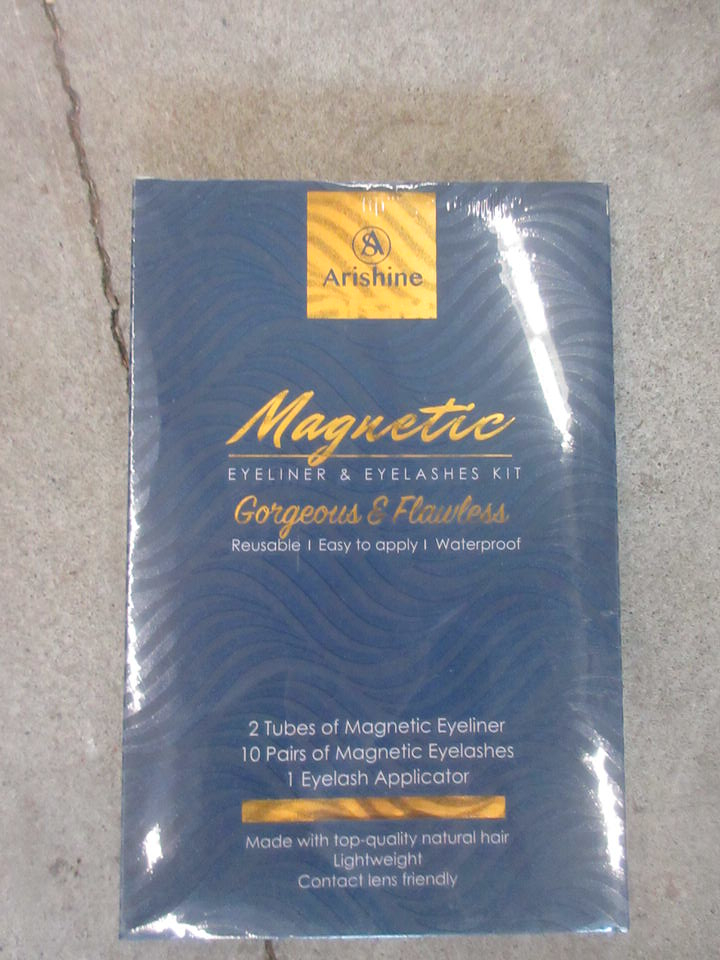 SA
Arishine
Magnetic
EYELINER & EYELASHES KIT
Gorgeous & Flawless
Reusable I Easy to apply I Waterproof
2 Tubes of Magnetic Eyeliner
10 Pairs of Magnetic Eyelashes
1 Eyelash Applicator
Made with top-quality natural hair
Lightweight
Contact lens friendly